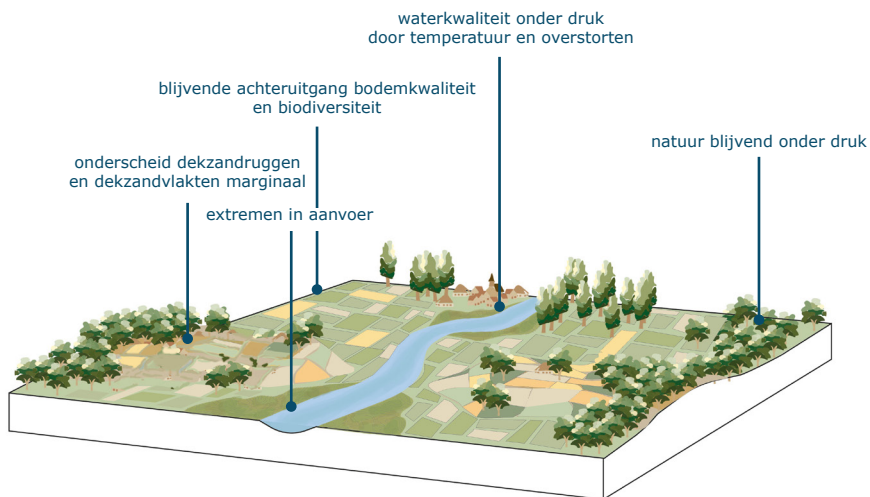 waterkwaliteit onder druk
door temperatuur en overstorten
blijvende achteruitgang bodemkwaliteit
en biodiversiteit
natuur blijvend onder druk
onderscheid dekzandruggen
en dekzandvlakten marginaal
extremen in aanvoer